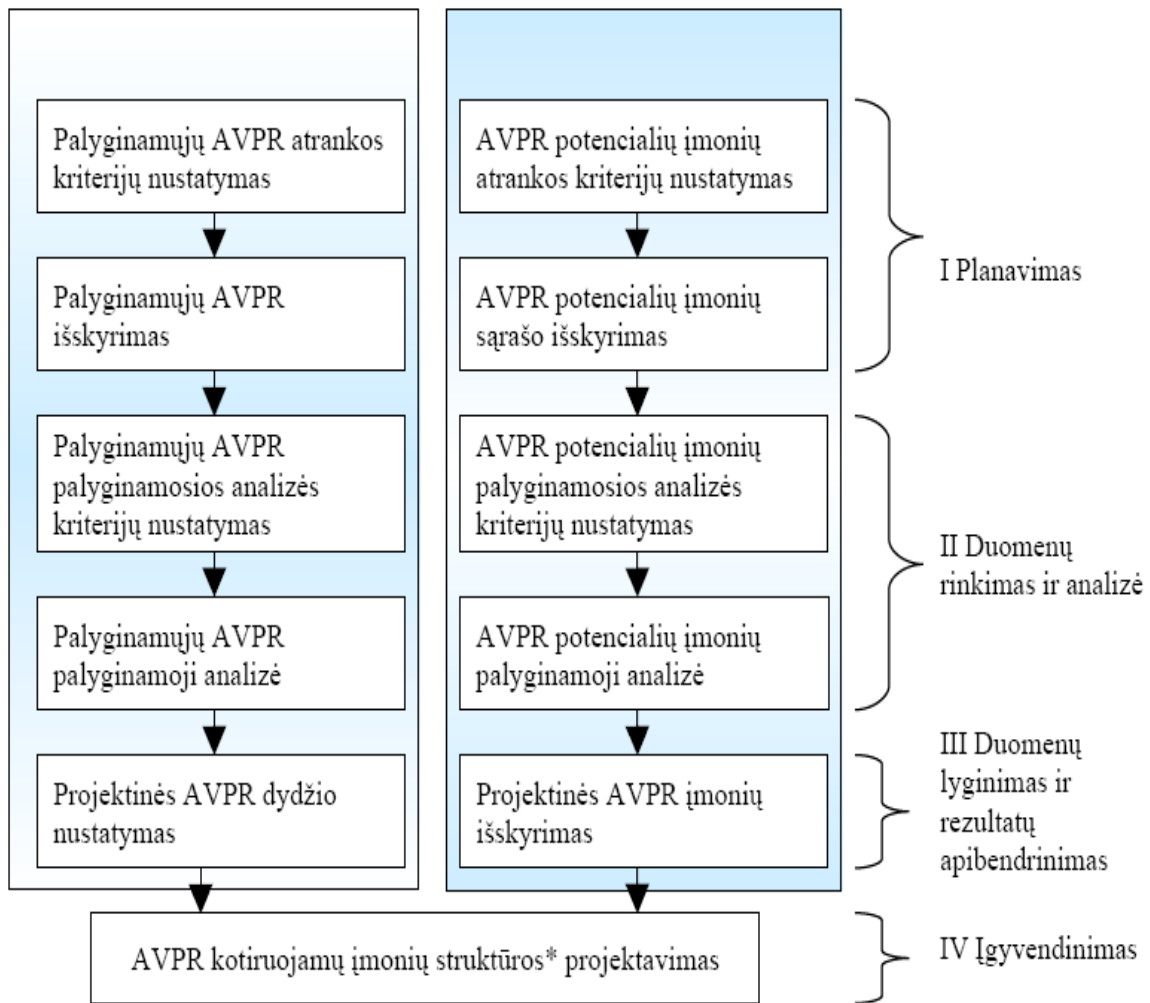 Palyginamųjų AVPR atrankos
kriterijų nustatymas
Palyginamųjų AVPR
išskyrimas
Palyginamųjų AVPR
palyginamosios analizės
kriterijų nustatymas
Palyginamųjų AVPR
palyginamoji analizė
Projektinės AVPR dydžio
nustatymas
AVPR potencialių įmonių
atrankos kriterijų nustatymas
AVPR potencialių įmonių
sąrašo išskyrimas
AVPR potencialių įmonių
palyginamosios analizės
kriterijų nustatymas
AVPR potencialių įmonių
palyginamoji analizė
Projektinės AVPR įmonių
išskyrimas
AVPR kotiruojamų įmonių struktūros* projektavimas
I Planavimas
II Duomenų
rinkimas ir analizė
III Duomenų
lyginimas ir
rezultatų
apibendrinimas
IV Įgyvendinimas